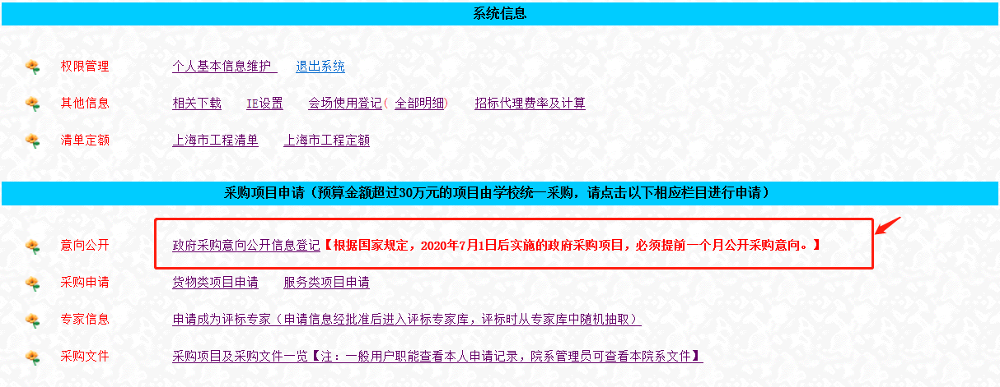 系统信息
权限管理 个人基本信息维护 退出系统
其他信息 相关下载 IE设置 会场使用登记( 全部明细) 招标代理费率及计算
清单定额 上海市工程清单 上海市工程定额
采购项目申请（预算金额超过30万元的项目由学校统一采购，请点击以下相应栏目进行申请）
意向公开 政府采购意向公开信息登记【根据国家规定，2020年7月1日后实施的政府采购项目，必须提前一个月公开采购意向。】
采购申请 货物类项目申请 服务类项目申请
专家信息 申请成为评标专家（申请信息经批准后进入评标专家库，评标时从专家库中随机抽取）
采购文件 采购项目及采购文件一览【注：一般用户职能查看本人申请记录，院系管理员可查看本院系文件】